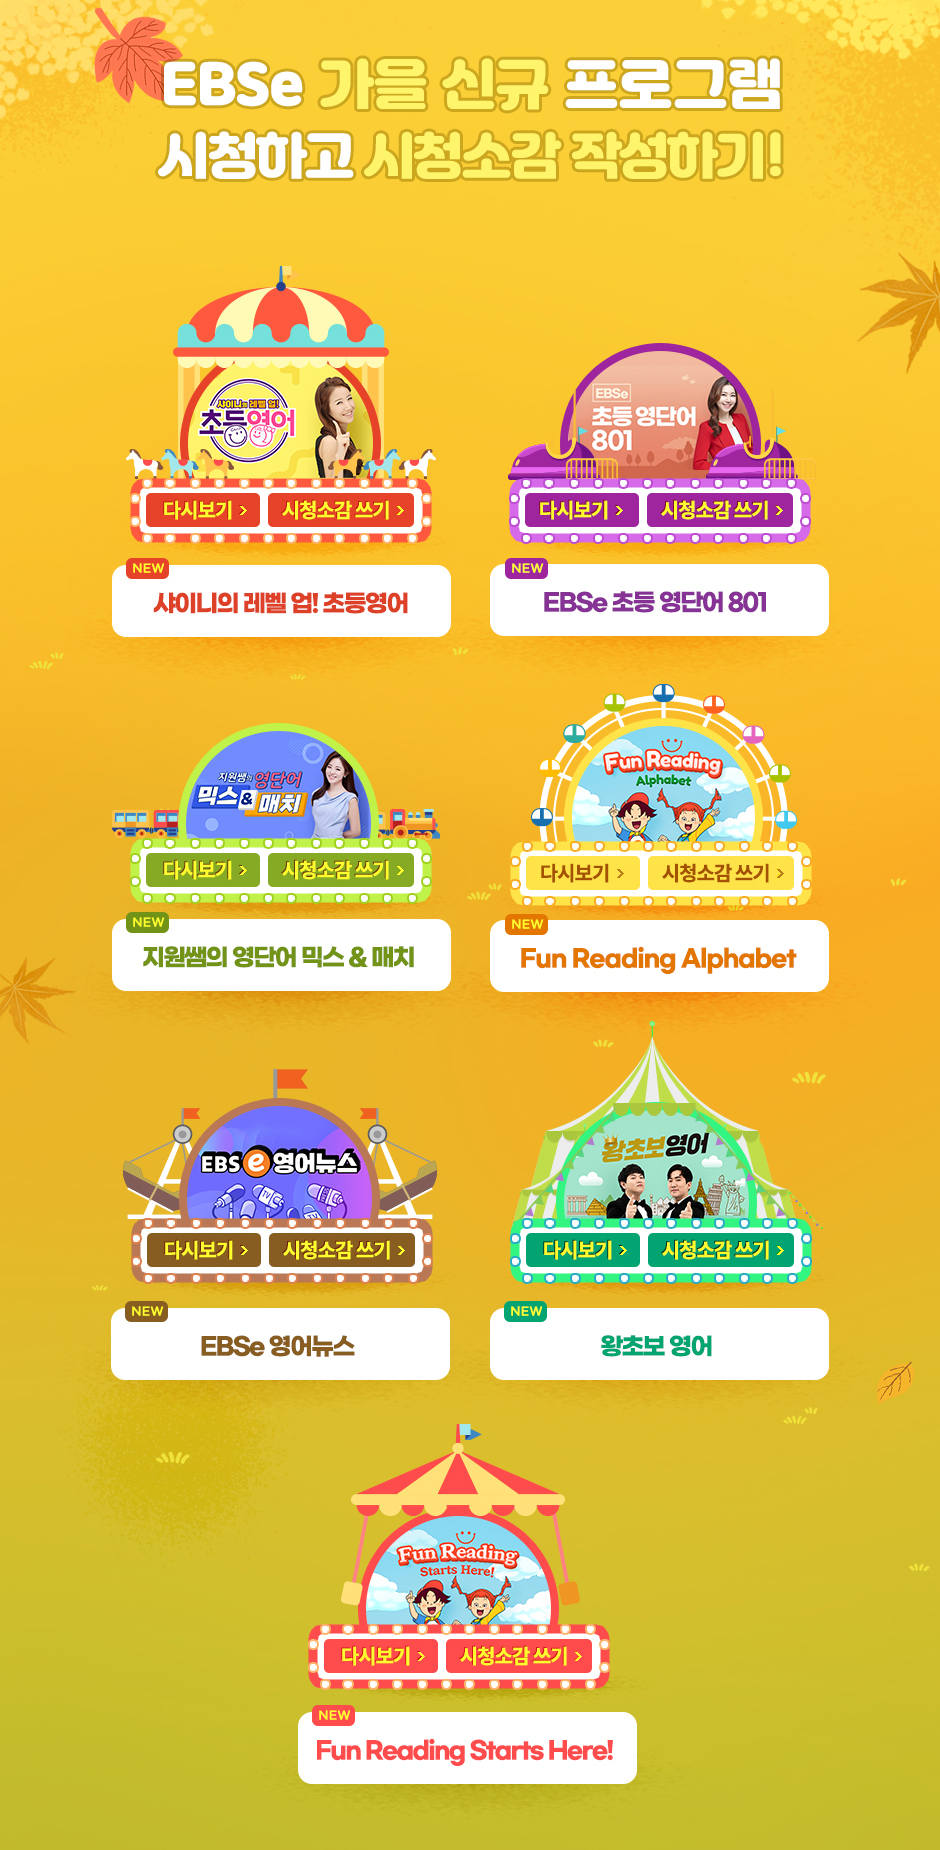 EBSe 가을 신규 프로그램
시청하고 시청소감 작성하기!
샤이니의 레벨 업!
초등영어
다시보기 >
시청소감 쓰기 >
NEW
샤이니의 레벨 업! 초등영어
EBSe
초등 영단어
801
다시보기 >
시청소감 쓰기 >
NEW
EBSe 초등 영단어 801
지원쌤의 영단어
믹스 & 매치
다시보기 >
시청소감 쓰기 >
NEW
지원쌤의 영단어 믹스 & 매치
Fun Reading
Alphabet
다시보기 >
시청소감 쓰기 >
NEW
Fun Reading Alphabet
EBS e 영어뉴스
다시보기 >
시청소감 쓰기 >
NEW
EBSe 영어뉴스
왕초보영어
다시보기 >
시청소감 쓰기 >
NEW
왕초보 영어
Fun Reading
Starts Here!
다시보기 >
시청소감 쓰기 >
NEW
Fun Reading Starts Here!